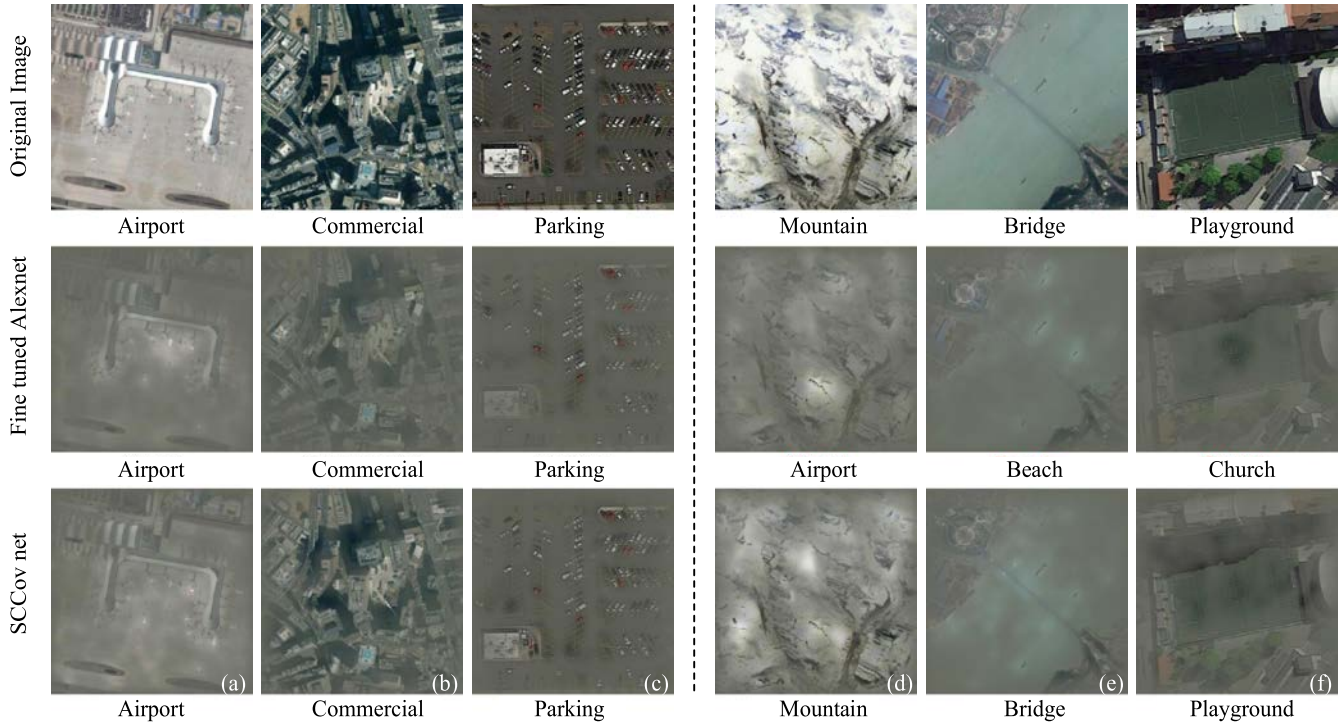 Original Image
Airport Commercial Parking Mountain Bridge Playground
Fine tuned Alexnet
Airport Commercial Parking Airport Beach Church
SCCov net
(a) (b) (c) (d) (e) (f)
Airport Commercial Parking Mountain Bridge Playground